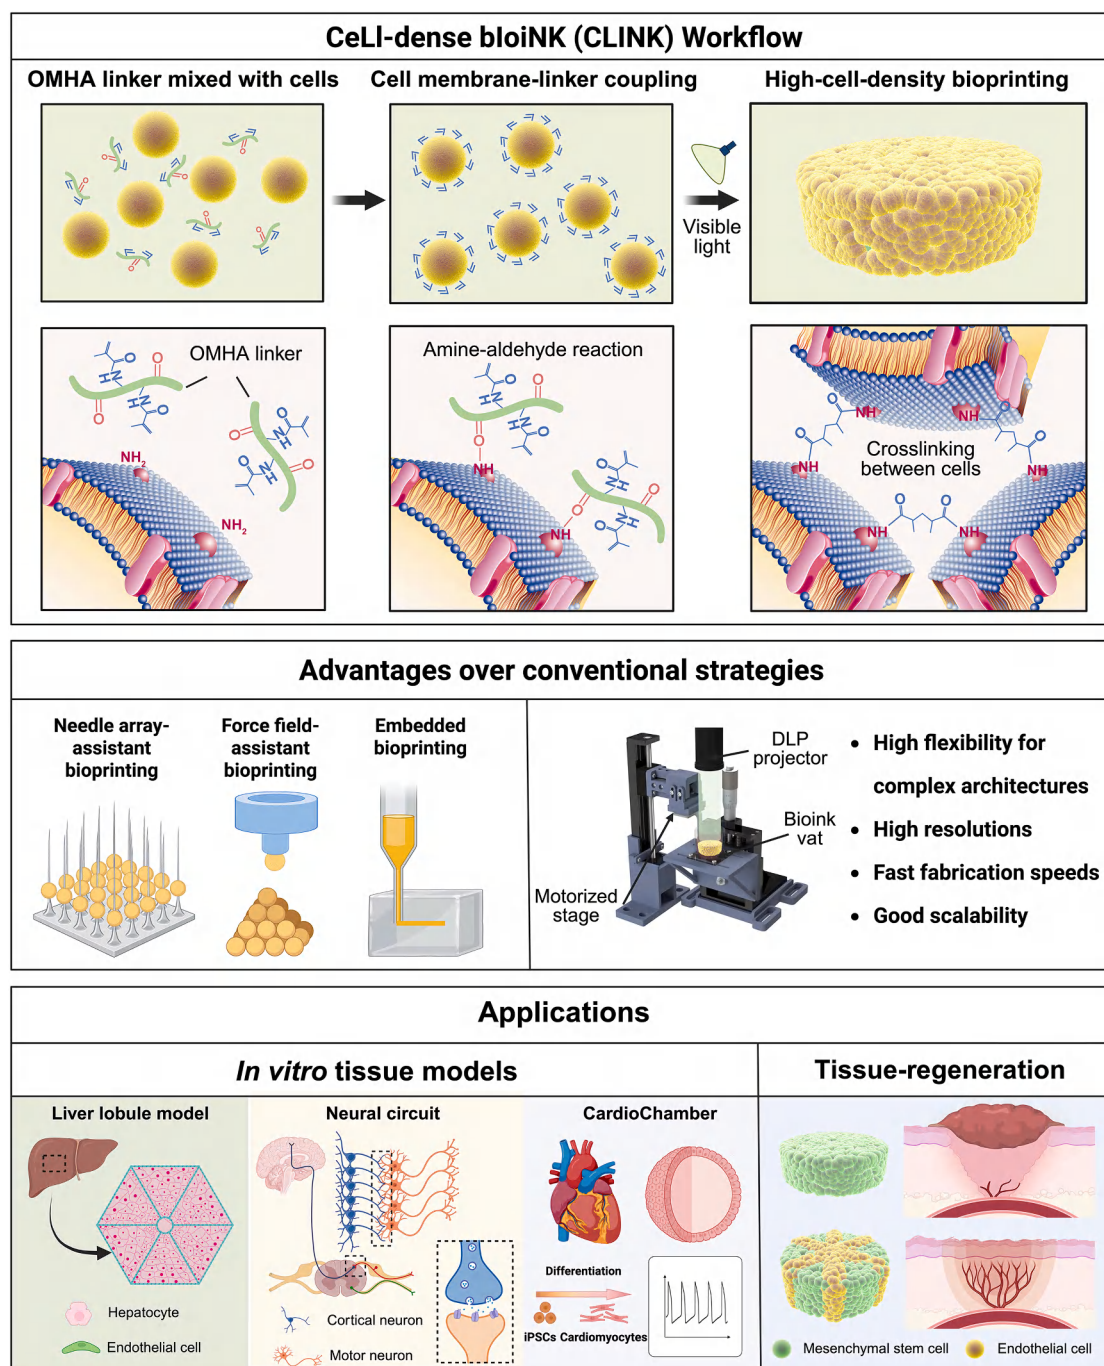 CeLl-dense bIoiNK (CLINK) Workflow
OMHA linker mixed with cells
Cell membrane-linker coupling
High-cell-density bioprinting
Visible
light
OMHA linker
NH2
NH2
O
O
N
H
H
N
O
O
O
O
NH
N
H
O
Amine-aldehyde reaction
O
O
N
H
H
N
O
O
NH
O
O
N
H
N
H
O
O
NH
Crosslinking
between cells
O
NH
NH
O
O
NH
NH
O
O
O
NH
NH
Advantages over conventional strategies
Needle array-
assistant
bioprinting
Force field-
assistant
bioprinting
Embedded
bioprinting
DLP
projector
Bioink
vat
Motorized
stage
• High flexibility for
complex architectures
• High resolutions
• Fast fabrication speeds
• Good scalability
Applications
In vitro tissue models
Tissue-regeneration
Liver lobule model
Hepatocyte
Endothelial cell
Neural circuit
Cortical neuron
Motor neuron
CardioChamber
Differentiation
iPSCs Cardiomyocytes
Mesenchymal stem cell
Endothelial cell